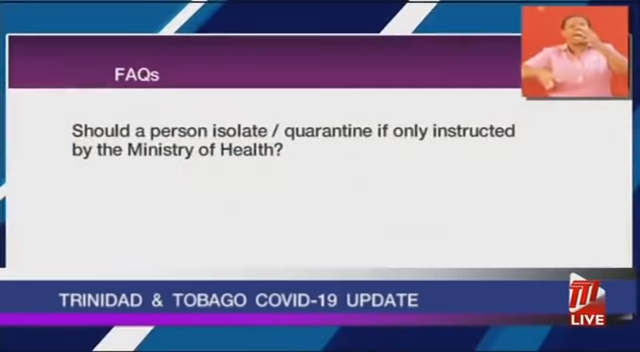 FAQs
Should a person isolate / quarantine if only instructed
by the Ministry of Health?
TRINIDAD & TOBAGO COVID-19 UPDATE
LIVE